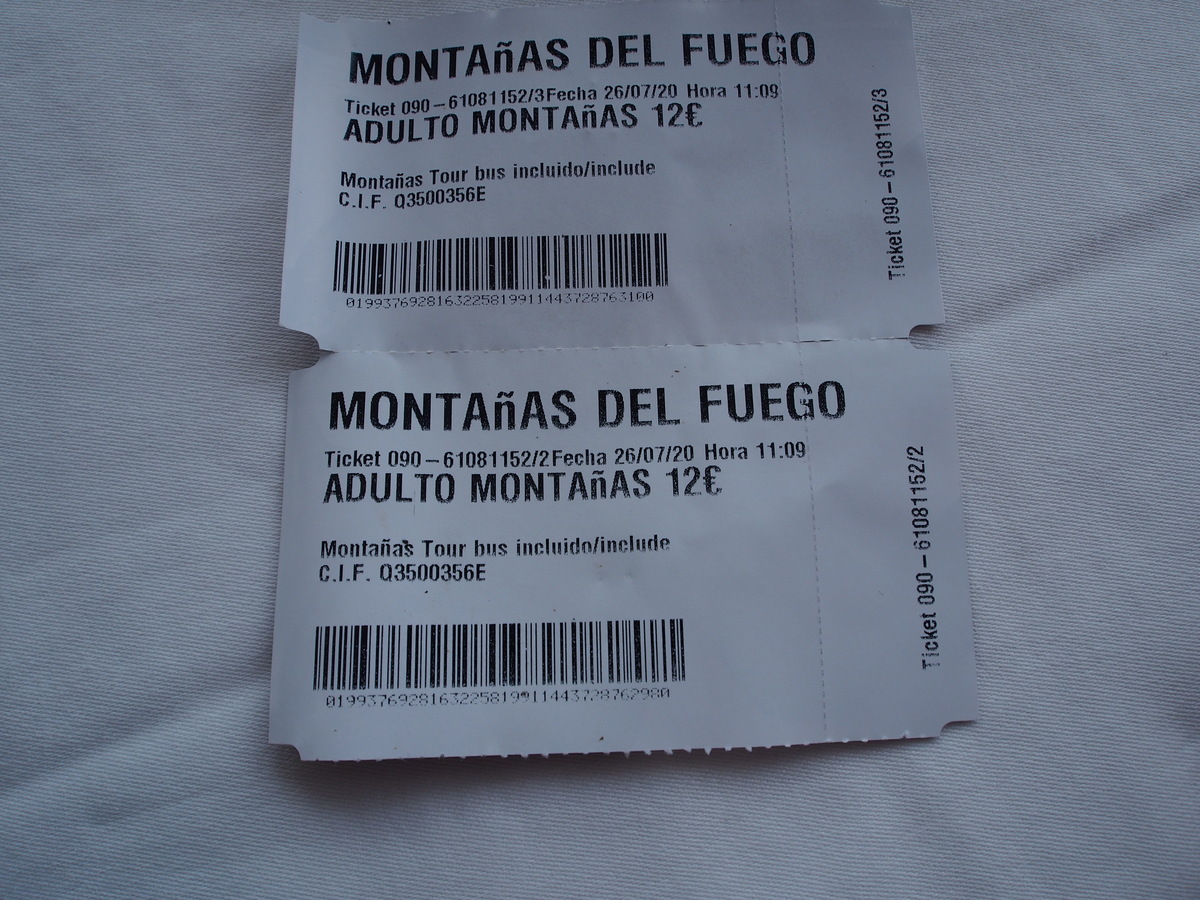 MONTAñAS DEL FUEGO
Ticket 090-61081152/3Fecha 26/07/20 Hora 11:09
ADULTO MONTAñAS 12€
Montañas Tour bus incluido/include
C.I.F. Q3500356E
0199376928163225819911443728763100
Ticket 090-61081152/3
MONTAñAS DEL FUEGO
Ticket 090-61081152/2Fecha 26/07/20 Hora 11:09
ADULTO MONTAñAS 12€
Montañas Tour bus incluido/include
C.I.F. Q3500356E
0199376928163225819911443728762980
Ticket 090-61081152/2